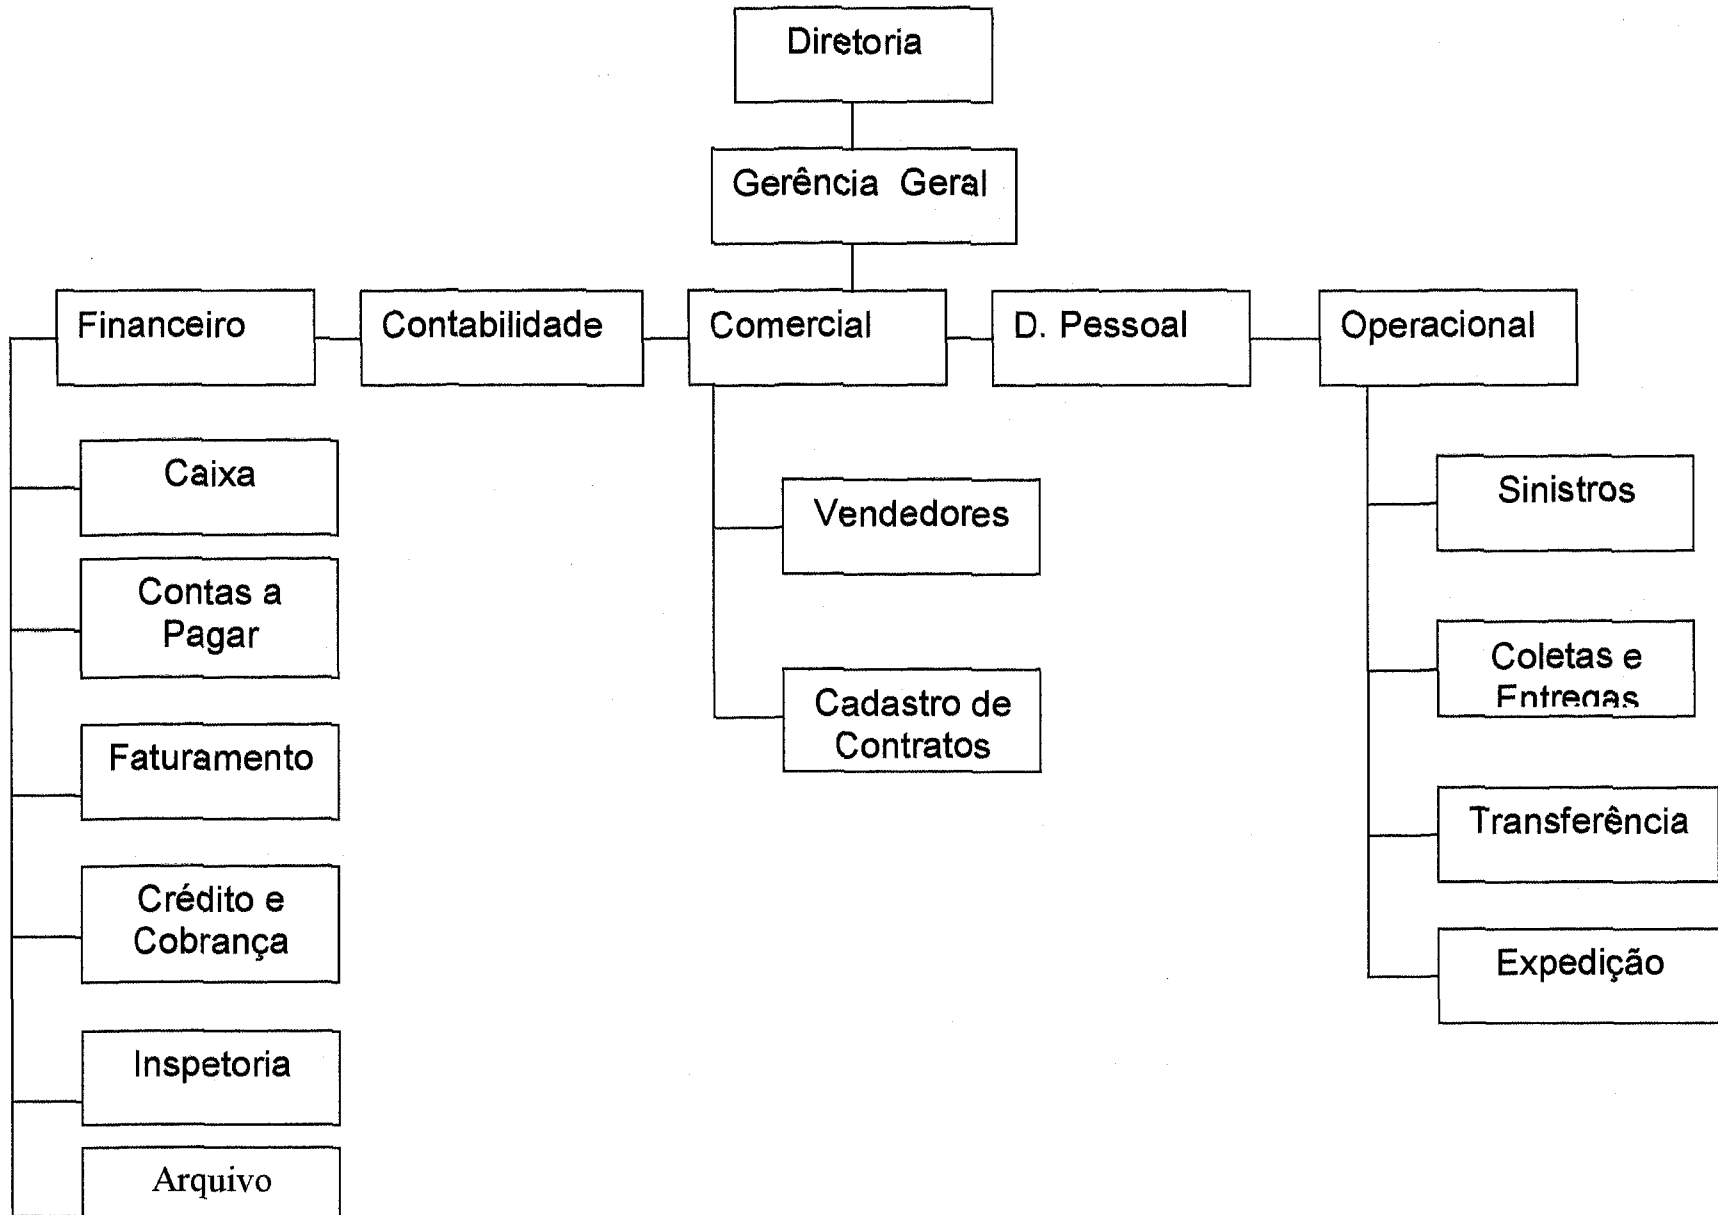 Diretoria
Gerência Geral
Financeiro
Contabilidade
Comercial
D. Pessoal
Operacional
Caixa
Contas a
Pagar
Faturamento
Crédito e
Cobrança
Inspetoria
Arquivo
Vendedores
Cadastro de
Contratos
Sinistros
Coletas e
Entregas
Transferência
Expedição